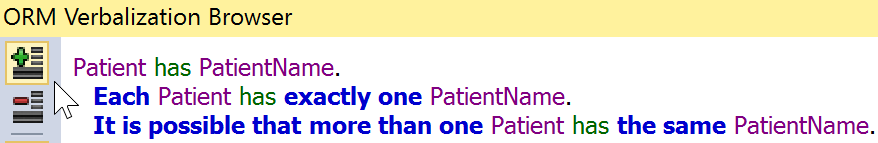 ORM Verbalization Browser
Patient has PatientName.
Each Patient has exactly one PatientName.
It is possible that more than one Patient has the same PatientName.